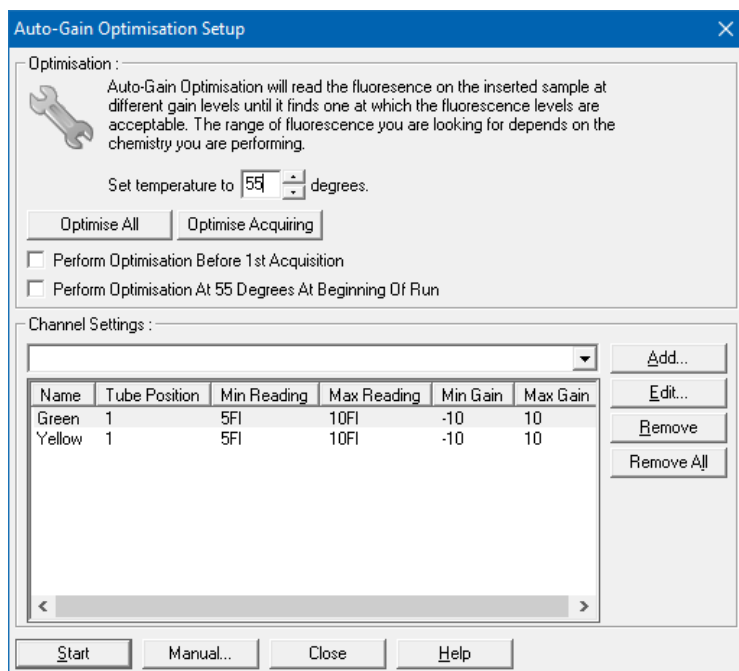 Auto-Gain Optimisation Setup
Optimisation :
Auto-Gain Optimisation will read the fluoresence on the inserted sample at
different gain levels until it finds one at which the fluorescence levels are
acceptable. The range of fluorescence you are looking for depends on the
chemistry you are performing.
Set temperature to 55 degrees.
Optimise All Optimise Acquiring
Perform Optimisation Before 1st Acquisition
Perform Optimisation At 55 Degrees At Beginning Of Run
Channel Settings :
Add...
Name Tube Position Min Reading Max Reading Min Gain Max Gain Edit...
Green 1 5Fl 10Fl -10 10
Remove
Yellow 1 5Fl 10Fl -10 10
Remove All
Start Manual... Close Help